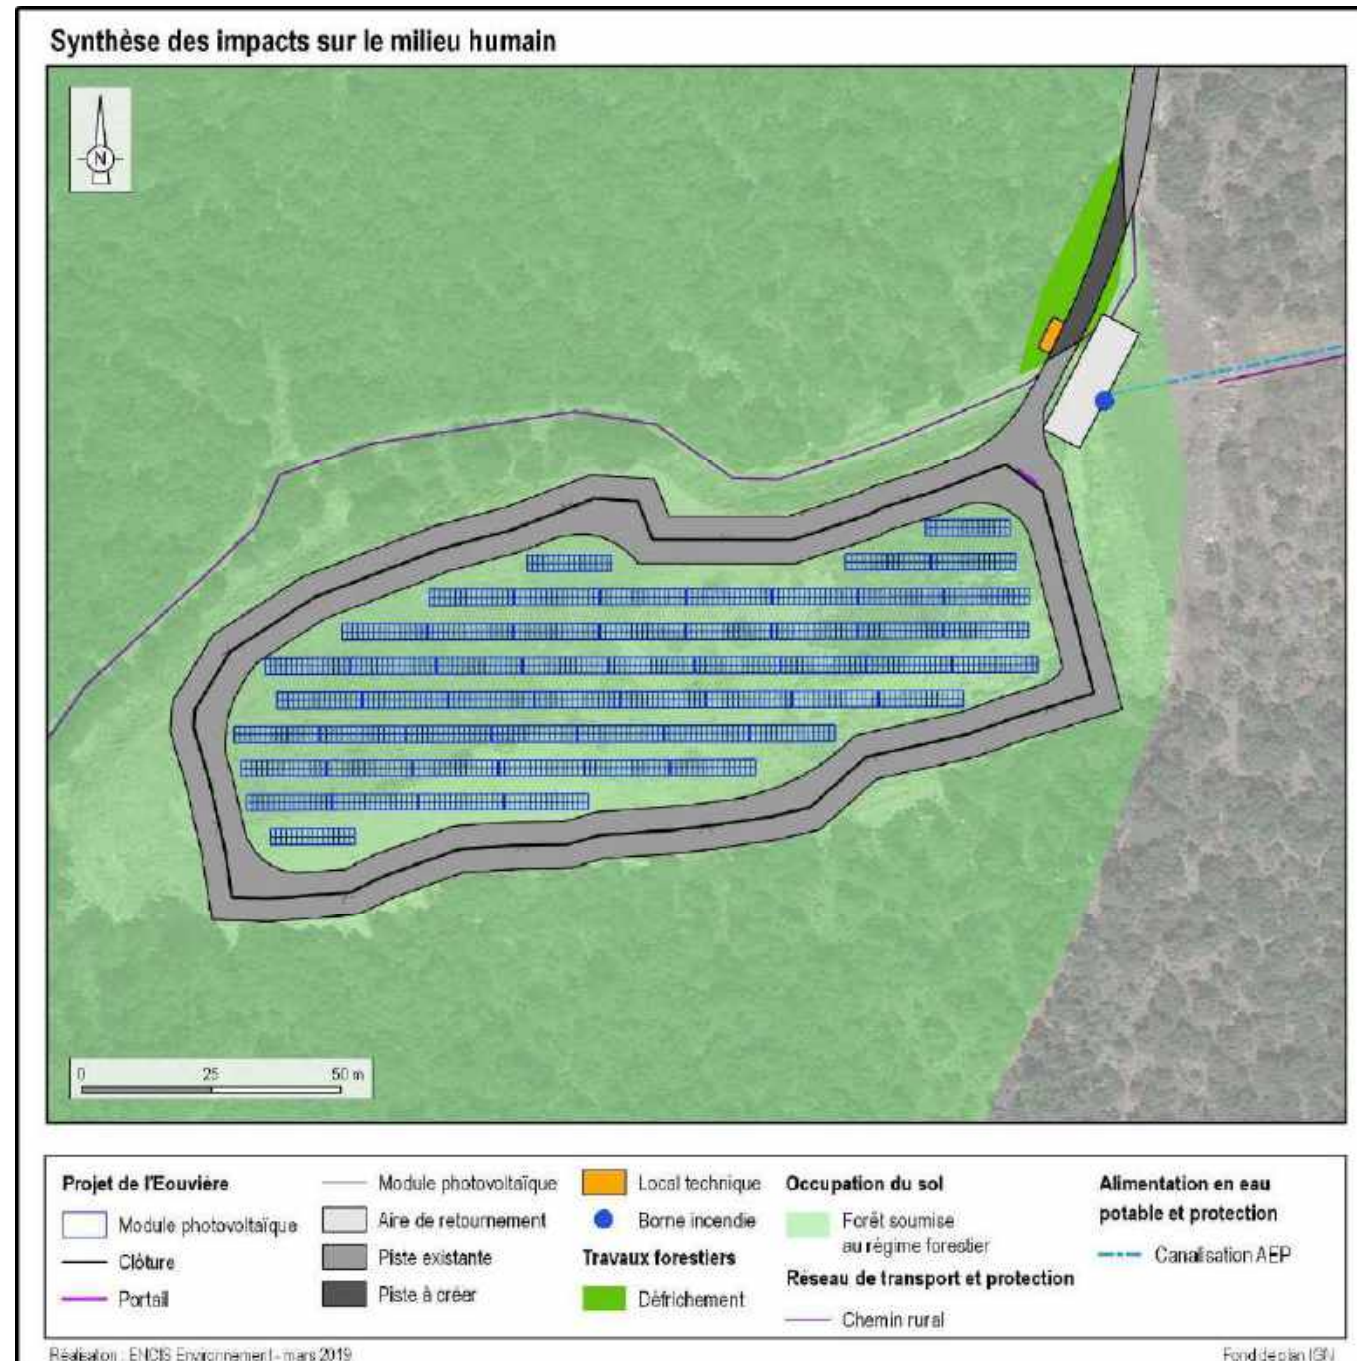 Synthèse des impacts sur le milieu humain
N
0 25 50 m
Projet de l'Eouvière
Module photovoltaïque
Clôture
Portail
Module photovoltaïque
Aire de retournement
Piste existante
Piste à créer
Local technique
Borne incendie
Travaux forestiers
Défrichement
Occupation du sol
Forêt soumise
au régime forestier
Réseau de transport et protection
Chemin rural
Alimentation en eau
potable et protection
Canalisation AEP
Réalisation : ENCIS Environnement - mars 2019
Fond de plan IGN